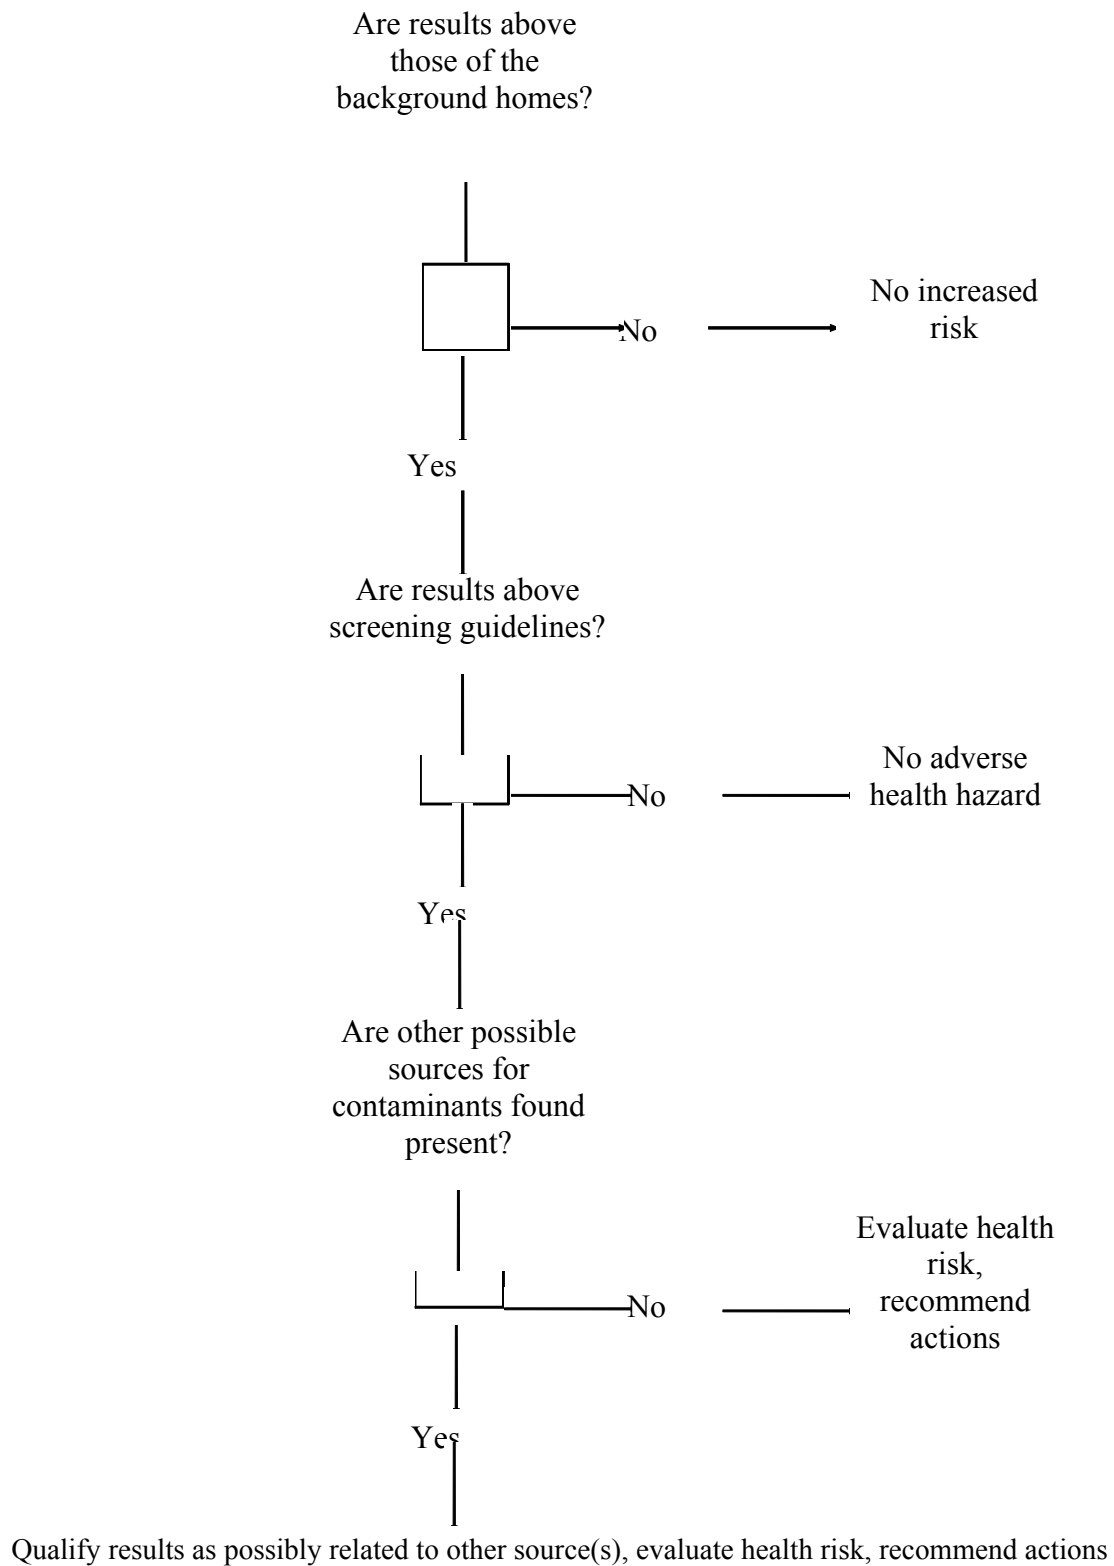 Are results above
those of the
background homes?
No
No increased
risk
Yes
Are results above
screening guidelines?
No
No adverse
health hazard
Yes
Are other possible
sources for
contaminants found
present?
No
Evaluate health
risk,
recommend
actions
Yes
Qualify results as possibly related to other source(s), evaluate health risk, recommend actions